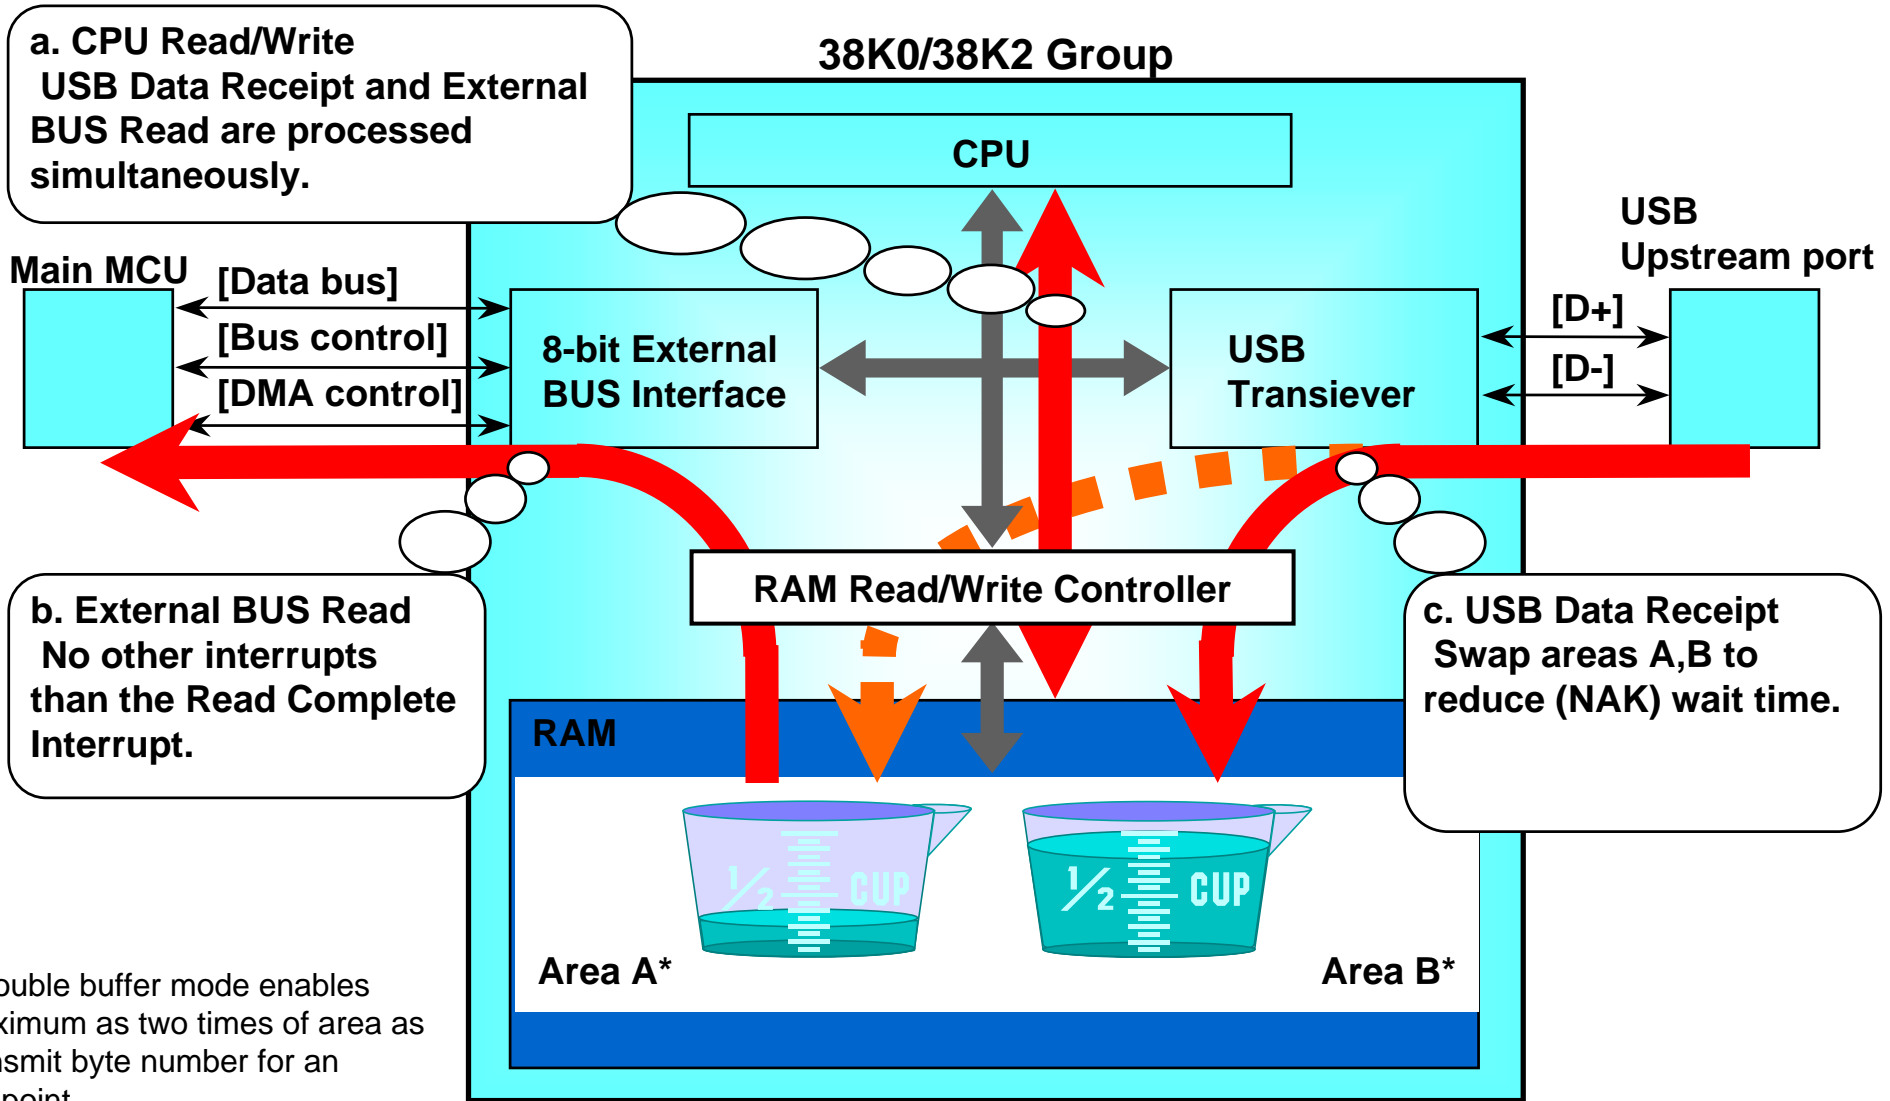 a. CPU Read/Write
USB Data Receipt and External
BUS Read are processed
simultaneously.
38K0/38K2 Group
CPU
USB
Upstream port
Main MCU
[Data bus]
[Bus control]
[DMA control]
8-bit External
BUS Interface
USB
Transiever
[D+]
[D-]
RAM Read/Write Controller
b. External BUS Read
No other interrupts
than the Read Complete
Interrupt.
c. USB Data Receipt
Swap areas A,B to
reduce (NAK) wait time.
RAM
1/2 CUP
1/2 CUP
Area A*
Area B*
ouble buffer mode enables
ximum as two times of area as
nsmit byte number for an
point